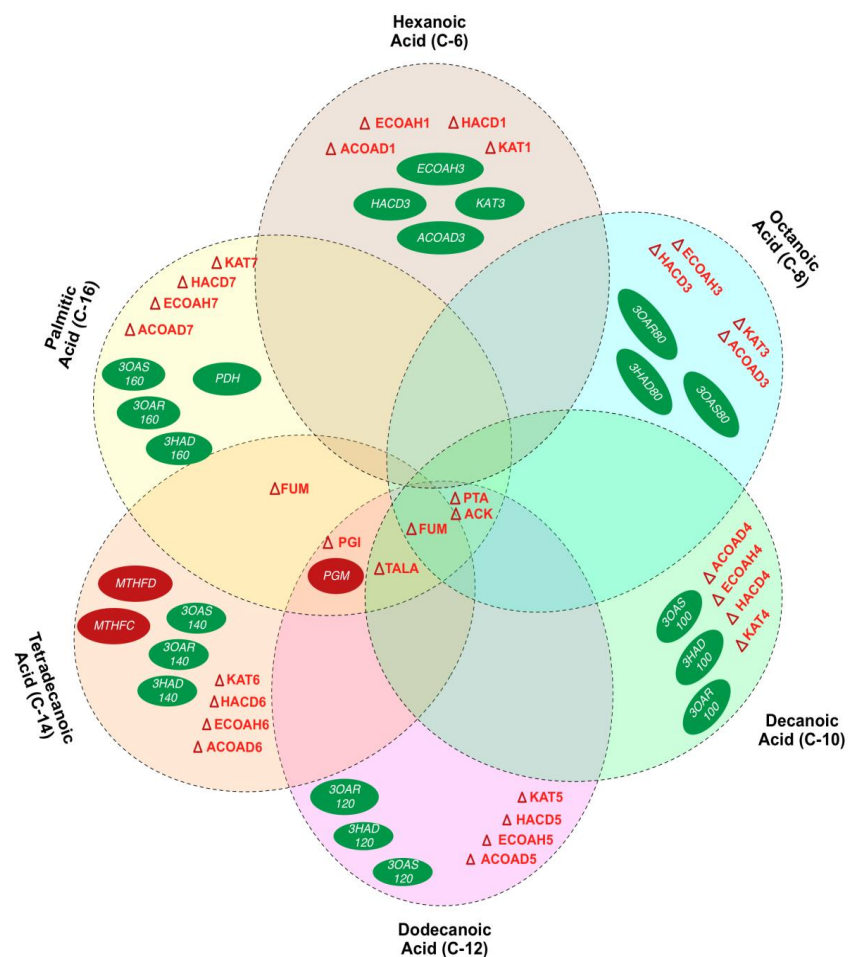 Hexanoic
Acid (C-6)
Δ ECOAH1
Δ HACD1
Δ ACOAD1
Δ KAT1
ECOAH3
HACD3
KAT3
ACOAD3
Octanoic
Acid (C-8)
Δ ECOAH3
Δ HACD3
Δ KAT3
Δ ACOAD3
3OAR80
3HAD80
3OAS80
Palmitic
Acid (C-16)
Δ KAT7
Δ HACD7
Δ ECOAH7
Δ ACOAD7
3OAS
160
PDH
3OAR
160
3HAD
160
Δ FUM
Δ PTA
Δ ACK
Δ FUM
Δ PGI
Δ TALA
PGM
Δ ACOAD4
Δ ECOAH4
Δ HACD4
Δ KAT4
3OAS
100
3HAD
100
3OAR
100
Decanoic
Acid (C-10)
Tetradecanoic
Acid (C-14)
MTHFD
MTHFC
3OAS
140
3OAR
140
3HAD
140
Δ KAT6
Δ HACD6
Δ ECOAH6
Δ ACOAD6
3OAR
120
3HAD
120
3OAS
120
Δ KAT5
Δ HACD5
Δ ECOAH5
Δ ACOAD5
Dodecanoic
Acid (C-12)